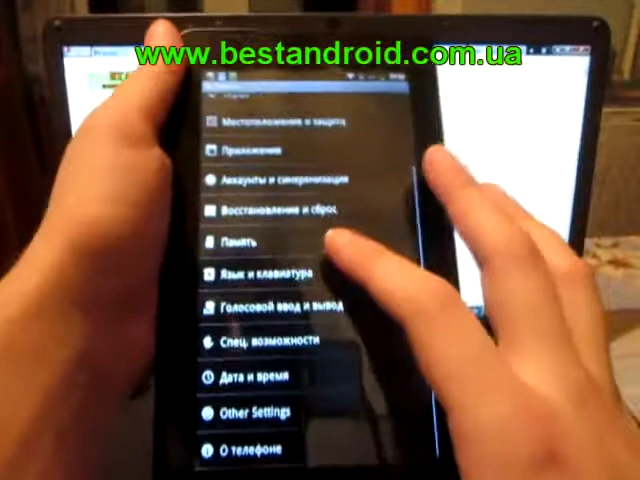 www.bestandroid.com.ua
Местоположение и защита
Приложения
Аккаунты и синхронизация
Восстановление и сброс
Память
Язык и клавиатура
Голосовой ввод и вывод
Спец. возможности
Дата и время
Other Settings
О телефоне